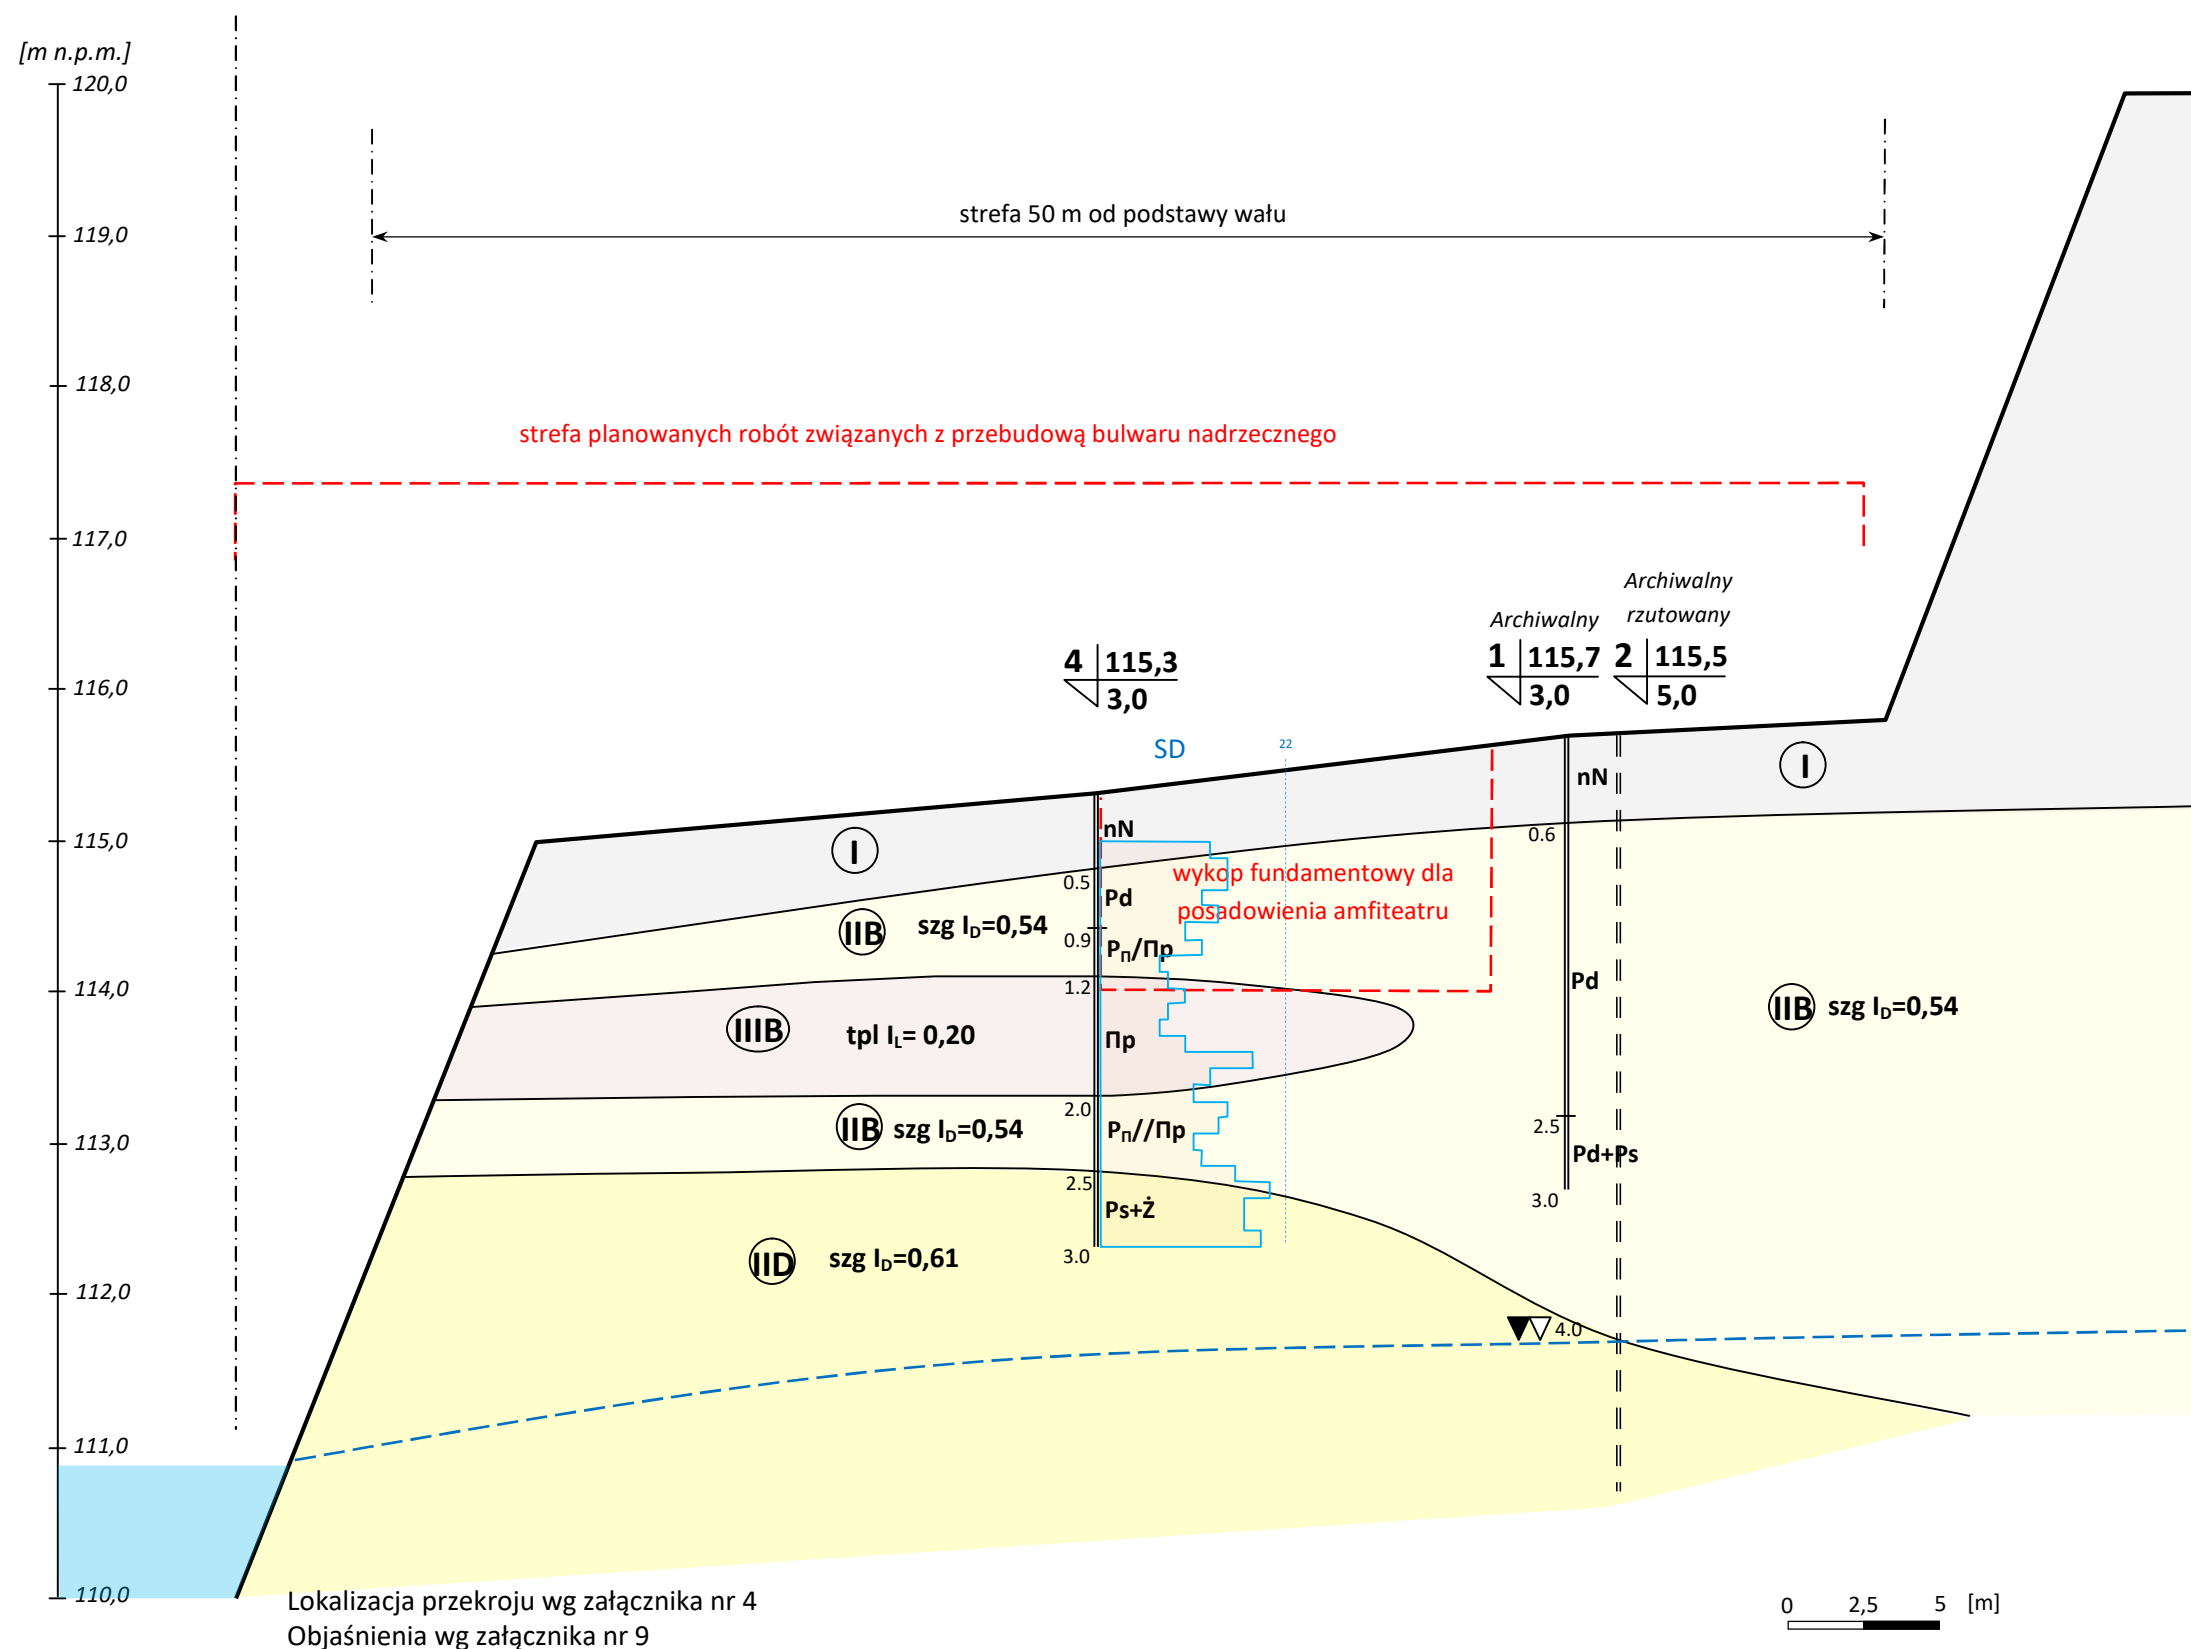 [m n.p.m.]
120,0
119,0
118,0
117,0
116,0
115,0
114,0
113,0
112,0
111,0
110,0
strefa 50 m od podstawy wału
strefa planowanych robót związanych z przebudową bulwaru nadrzecznego
4 115,3
3,0
Archiwalny
1 115,7
3,0
Archiwalny
rzutowany
2 115,5
5,0
SD
22
I
I
nN
nN
0.6
0.5
Pd
wykop fundamentowy dla
posadowienia amfiteatru
IIB szg I_D=0,54
0.9
Pп/Пp
1.2
Pd
IIB szg I_D=0,54
IIIB tpl I_L= 0,20
Пp
2.0
IIB szg I_D=0,54
Pп//Пp
2.5
Pd+Ps
3.0
2.5
Ps+Ż
3.0
IID szg I_D=0,61
4.0
Lokalizacja przekroju wg załącznika nr 4
Objaśnienia wg załącznika nr 9
0 2,5 5 [m]